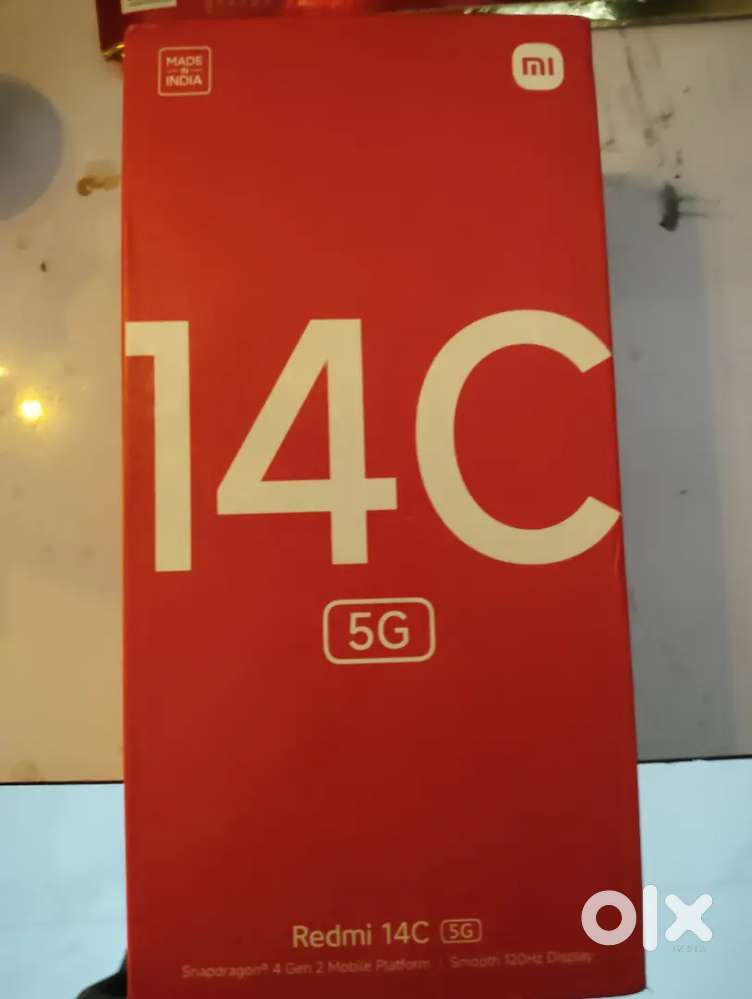 MADE
IN
INDIA
mi
14C
5G
Redmi 14C 5G
Snapdragon® 4 Gen 2 Mobile Platform | Smooth 120Hz Display
olx
INDIA